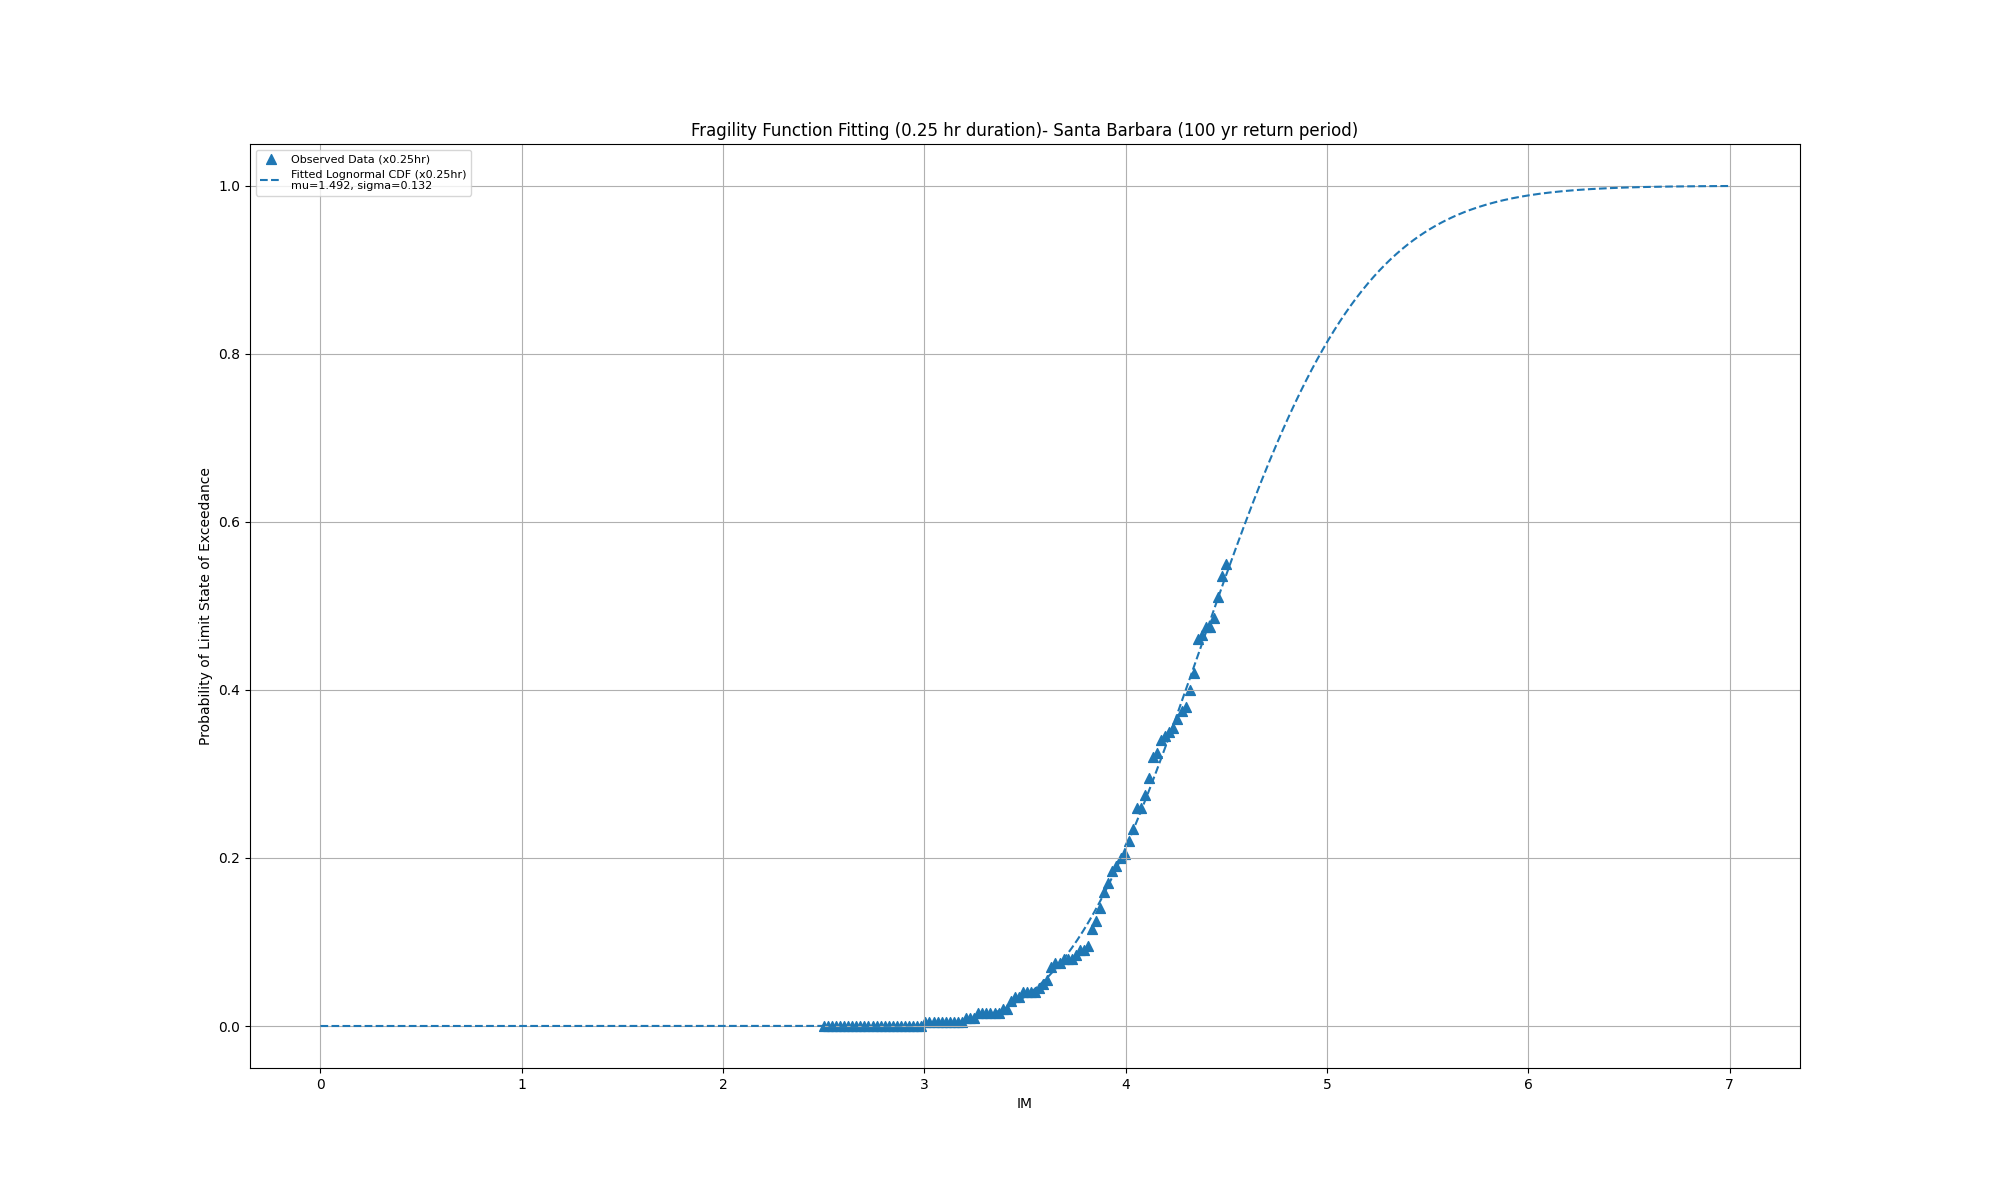 Fragility Function Fitting (0.25 hr duration)- Santa Barbara (100 yr return period)
Observed Data (x0.25hr)
Fitted Lognormal CDF (x0.25hr)
mu=1.492, sigma=0.132
1.0
0.8
0.6
0.4
0.2
0.0
Probability of Limit State of Exceedance
0 1 2 3 4 5 6 7
IM